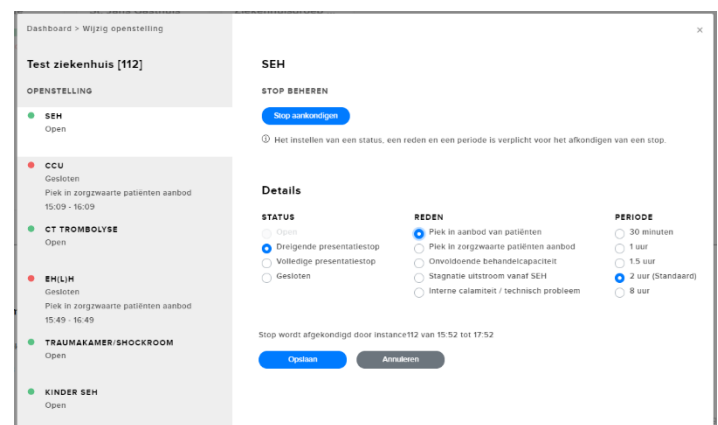 Dashboard > Wijzig openstelling
×
Test ziekenhuis [112]
OPENSTELLING
SEH
Open
CCU
Gesloten
Piek in zorgzwaarte patiënten aanbod
15:09 - 16:09
CT TROMBOLYSE
Open
EH(L)H
Gesloten
Piek in zorgzwaarte patiënten aanbod
15:49 - 16:49
TRAUMAKAMER/SHOCKROOM
Open
KINDER SEH
Open
SEH
STOP BEHEREN
Stop aankondigen
Het instellen van een status, een reden en een periode is verplicht voor het afkondigen van een stop.
Details
STATUS
Open
Dreigende presentatiestop
Volledige presentatiestop
Gesloten
REDEN
Piek in aanbod van patiënten
Piek in zorgzwaarte patiënten aanbod
Onvoldoende behandelcapaciteit
Stagnatie uitstroom vanaf SEH
Interne calamiteit / technisch probleem
PERIODE
30 minuten
1 uur
1.5 uur
2 uur (Standaard)
8 uur
Stop wordt afgekondigd door instance112 van 15:52 tot 17:52
Opslaan
Annuleren